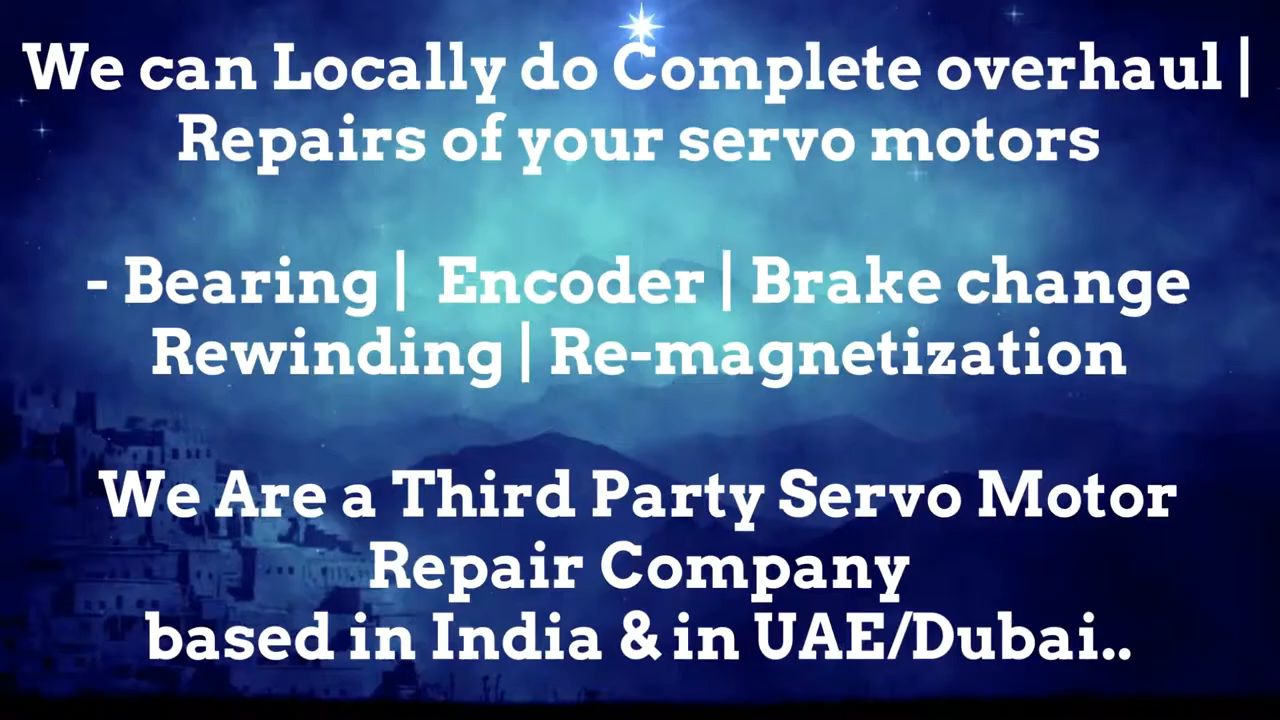 We can Locally do Complete overhaul |
Repairs of your servo motors
- Bearing | Encoder | Brake change
Rewinding | Re-magnetization
We Are a Third Party Servo Motor
Repair Company
based in India & in UAE/Dubai..